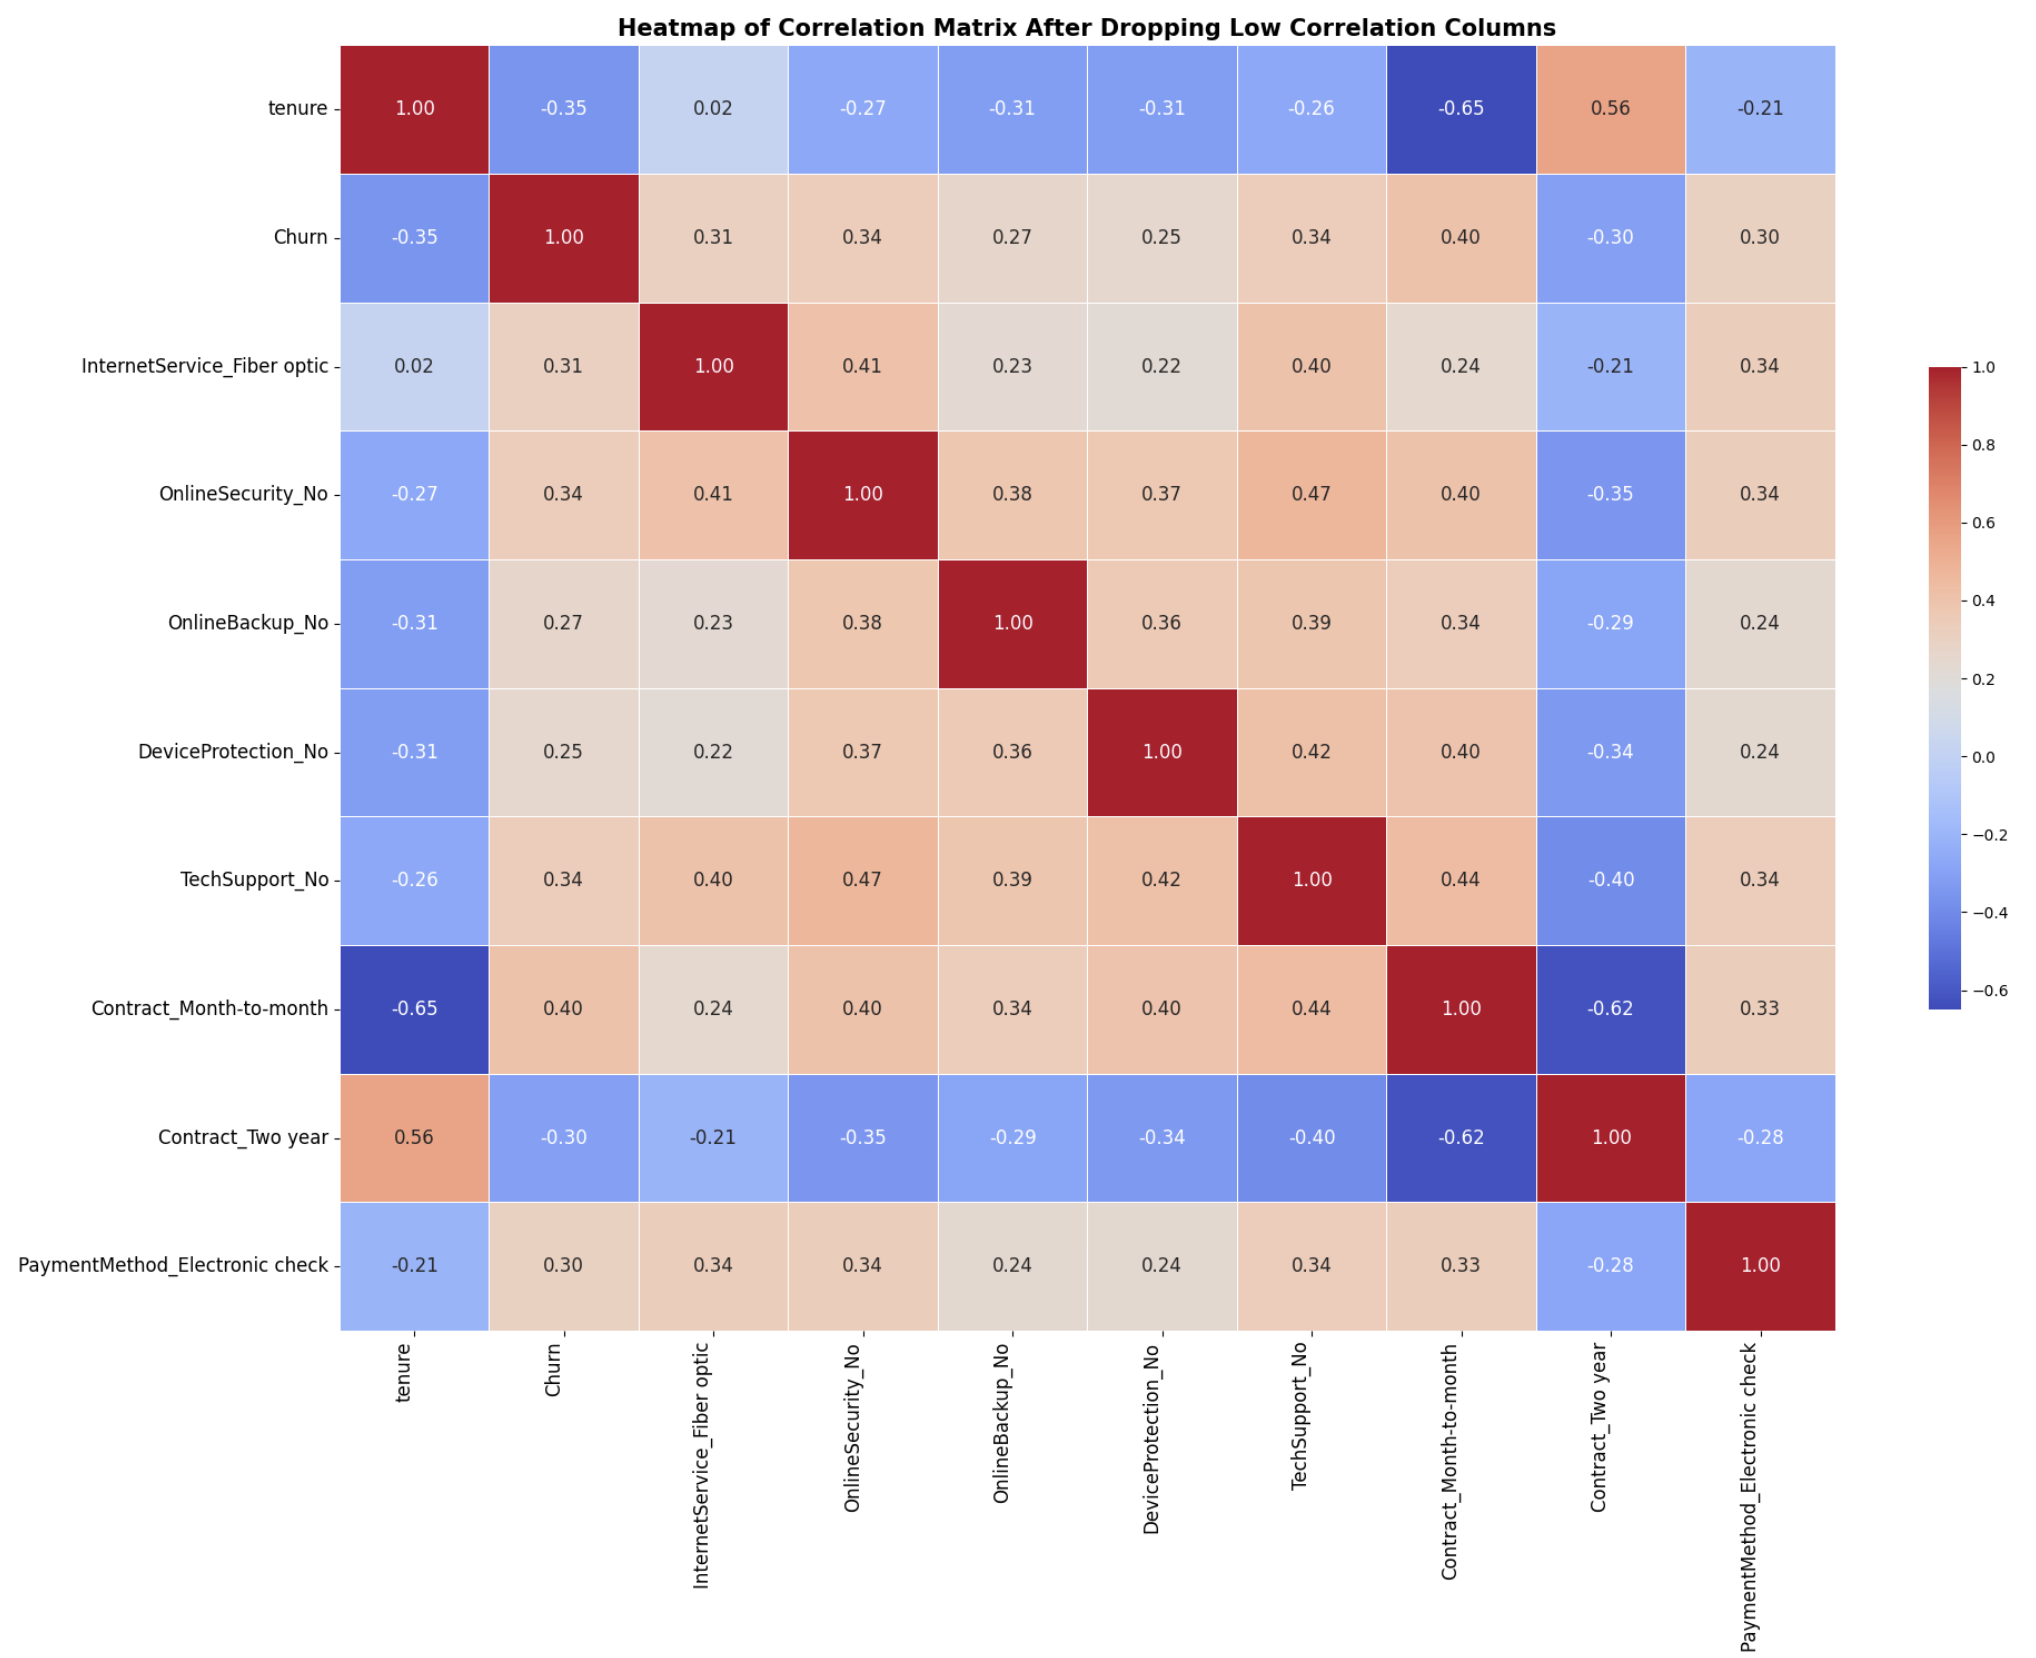 Heatmap of Correlation Matrix After Dropping Low Correlation Columns
tenure 1.00 -0.35 0.02 -0.27 -0.31 -0.31 -0.26 -0.65 0.56 -0.21
Churn -0.35 1.00 0.31 0.34 0.27 0.25 0.34 0.40 -0.30 0.30
InternetService_Fiber optic 0.02 0.31 1.00 0.41 0.23 0.22 0.40 0.24 -0.21 0.34
OnlineSecurity_No -0.27 0.34 0.41 1.00 0.38 0.37 0.47 0.40 -0.35 0.34
OnlineBackup_No -0.31 0.27 0.23 0.38 1.00 0.36 0.39 0.34 -0.29 0.24
DeviceProtection_No -0.31 0.25 0.22 0.37 0.36 1.00 0.42 0.40 -0.34 0.24
TechSupport_No -0.26 0.34 0.40 0.47 0.39 0.42 1.00 0.44 -0.40 0.34
Contract_Month-to-month -0.65 0.40 0.24 0.40 0.34 0.40 0.44 1.00 -0.62 0.33
Contract_Two year 0.56 -0.30 -0.21 -0.35 -0.29 -0.34 -0.40 -0.62 1.00 -0.28
PaymentMethod_Electronic check -0.21 0.30 0.34 0.34 0.24 0.24 0.34 0.33 -0.28 1.00
tenure
Churn
InternetService_Fiber optic
OnlineSecurity_No
OnlineBackup_No
DeviceProtection_No
TechSupport_No
Contract_Month-to-month
Contract_Two year
PaymentMethod_Electronic check
1.0
0.8
0.6
0.4
0.2
0.0
−0.2
−0.4
−0.6